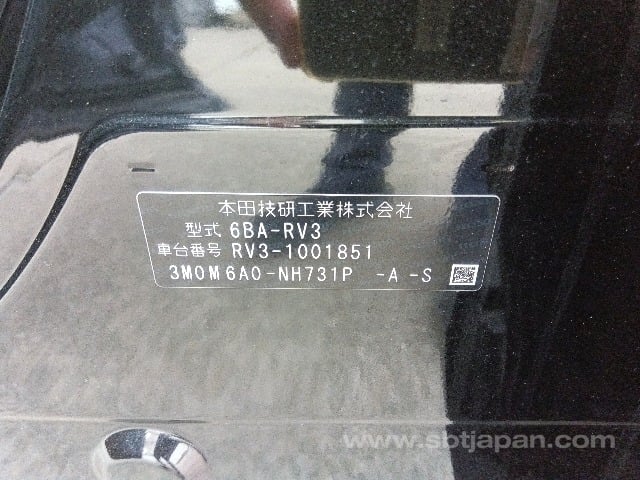 本田技研工業株式会社
型式 6BA-RV3
車台番号 RV3-1001851
3M0M6A0-NH731P -A-S
www.sbtjapan.com